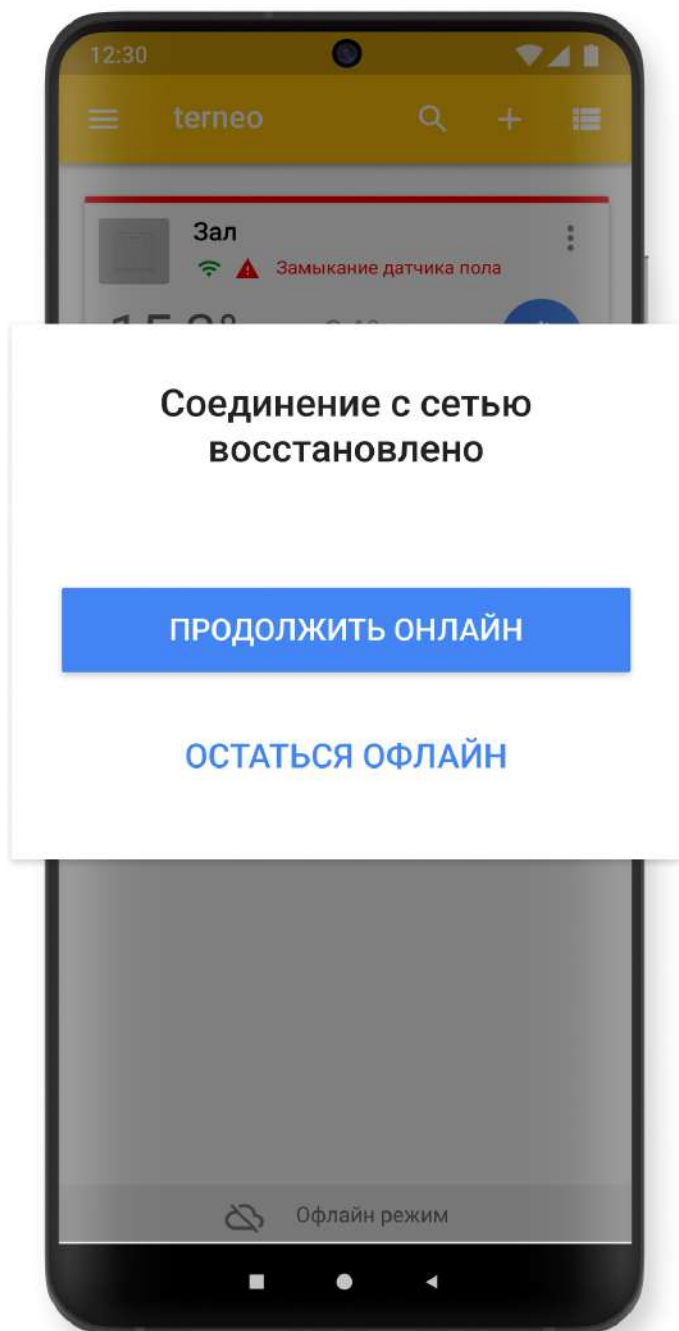 12:30
terneo
Зал
Замыкание датчика пола
Соединение с сетью
восстановлено
ПРОДОЛЖИТЬ ОНЛАЙН
ОСТАТЬСЯ ОФЛАЙН
Офлайн режим